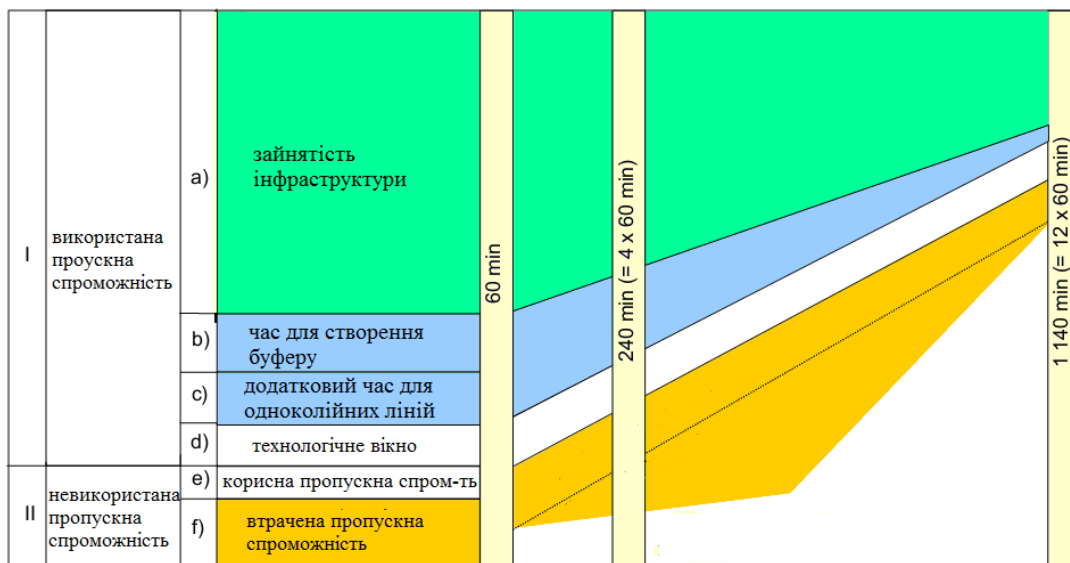 I
використана
проускна
спроможність
a)
зайнятість
інфраструктури
b)
час для створення
буферу
c)
додатковий час для
одноколійних ліній
d)
технологічне вікно
II
невикористана
пропускна
спроможність
e)
корисна пропускна спром-ть
f)
втрачена пропускна
спроможність
60 min
240 min (= 4 x 60 min)
1 140 min (= 12 x 60 min)